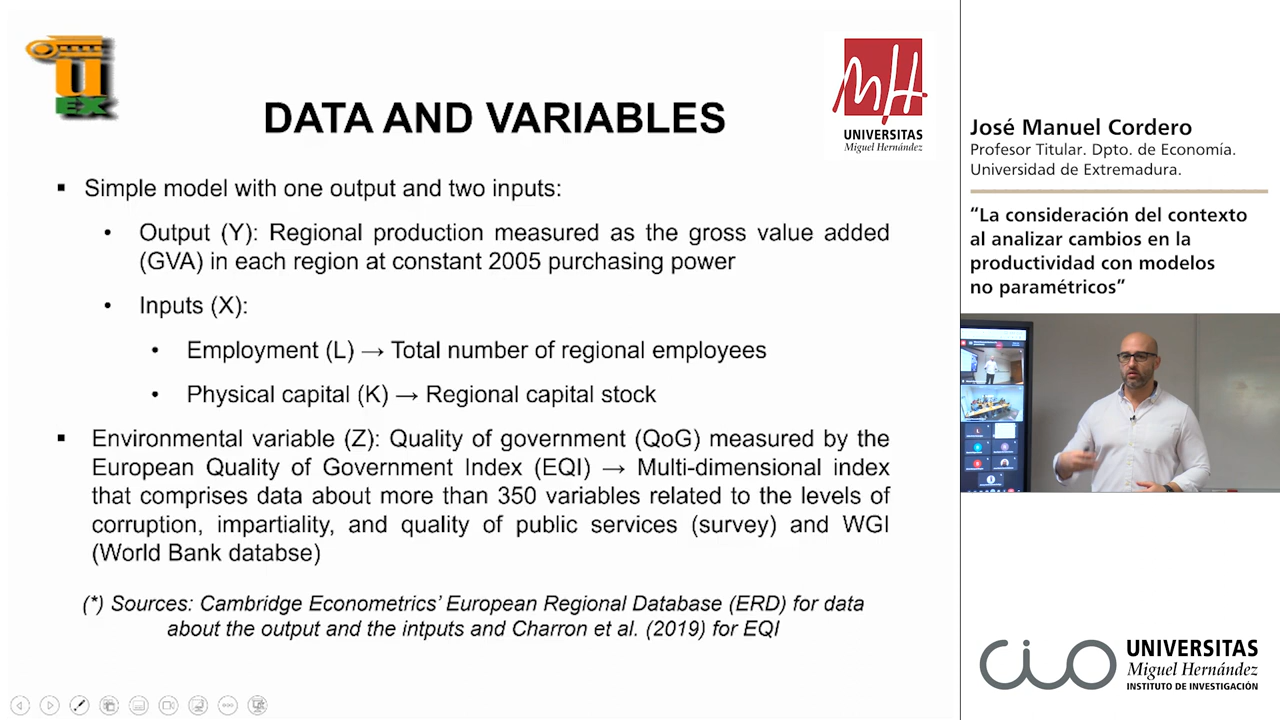 UEX
UNIVERSITAS
Miguel Hernández
DATA AND VARIABLES
▪ Simple model with one output and two inputs:
• Output (Y): Regional production measured as the gross value added
(GVA) in each region at constant 2005 purchasing power
• Inputs (X):
• Employment (L) → Total number of regional employees
• Physical capital (K) → Regional capital stock
▪ Environmental variable (Z): Quality of government (QoG) measured by the
European Quality of Government Index (EQI) → Multi-dimensional index
that comprises data about more than 350 variables related to the levels of
corruption, impartiality, and quality of public services (survey) and WGI
(World Bank databse)
(*) Sources: Cambridge Econometrics’ European Regional Database (ERD) for data
about the output and the intputs and Charron et al. (2019) for EQI
José Manuel Cordero
Profesor Titular. Dpto. de Economía.
Universidad de Extremadura.
“La consideración del contexto
al analizar cambios en la
productividad con modelos
no paramétricos”
CIO
UNIVERSITAS
Miguel Hernández
INSTITUTO DE INVESTIGACIÓN